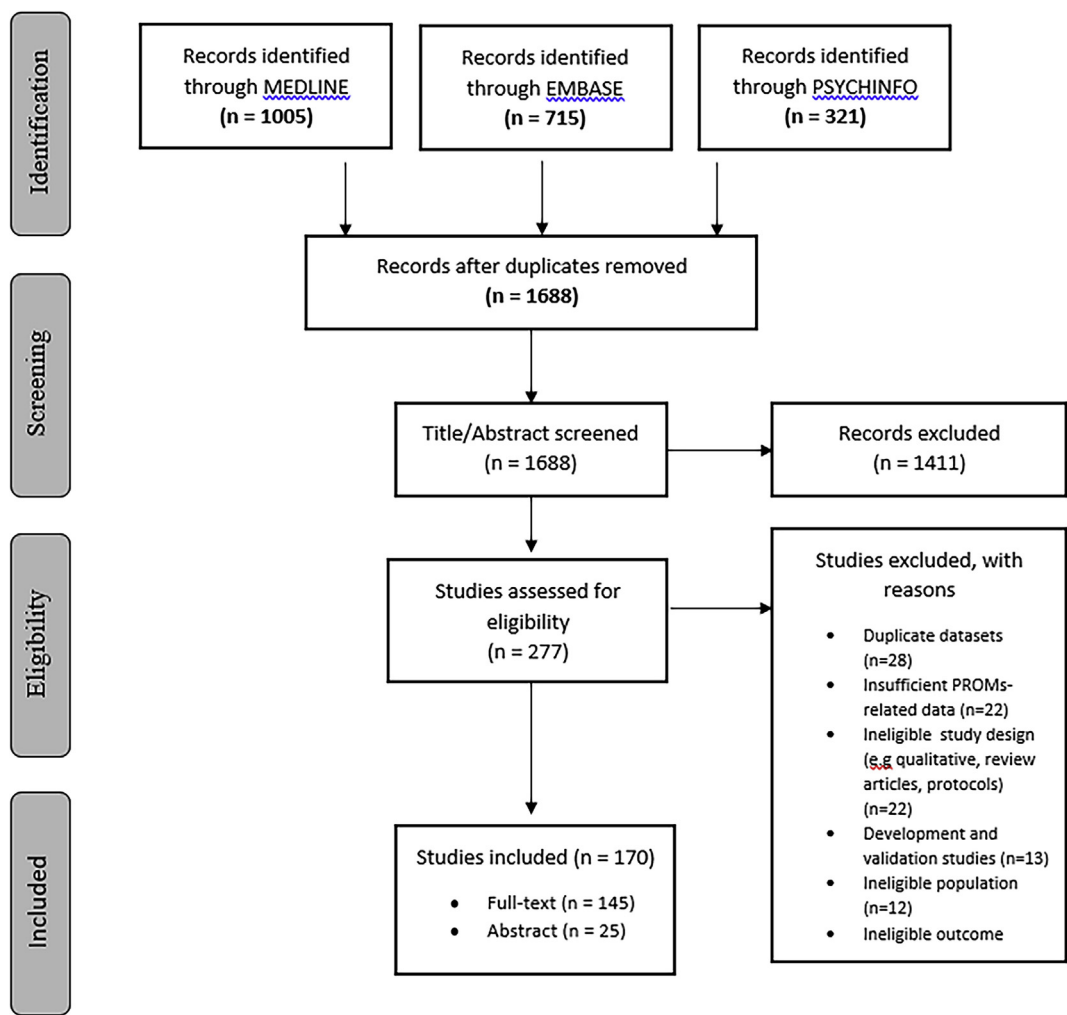 Identification
Records identified
through MEDLINE
(n = 1005)
Records identified
through EMBASE
(n = 715)
Records identified
through PSYCHINFO
(n = 321)
Records after duplicates removed
(n = 1688)
Screening
Title/Abstract screened
(n = 1688)
Records excluded
(n = 1411)
Eligibility
Studies assessed for
eligibility
(n = 277)
Studies excluded, with
reasons
• Duplicate datasets
(n=28)
• Insufficient PROMs-
related data (n=22)
• Ineligible study design
(e.g qualitative, review
articles, protocols)
(n=22)
• Development and
validation studies (n=13)
• Ineligible population
(n=12)
• Ineligible outcome
Included
Studies included (n = 170)
• Full-text (n = 145)
• Abstract (n = 25)